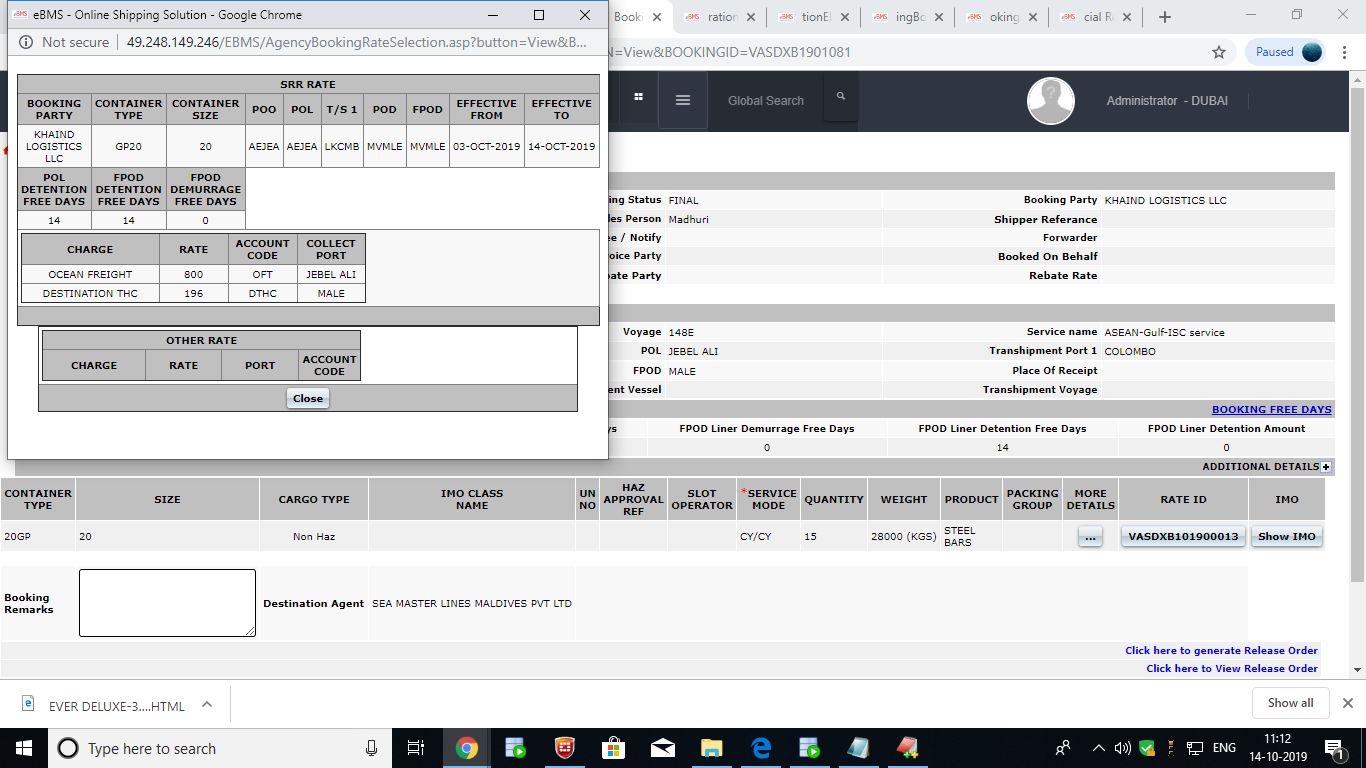 eBMS - Online Shipping Solution - Google Chrome
Not secure | 49.248.149.246/EBMS/AgencyBookingRateSelection.asp?button=View&B...
SRR RATE
BOOKING PARTY CONTAINER TYPE CONTAINER SIZE POO POL T/S 1 POD FPOD EFFECTIVE FROM EFFECTIVE TO
KHAIND LOGISTICS LLC GP20 20 AEJEA AEJEA LKCMB MVMLE MVMLE 03-OCT-2019 14-OCT-2019
POL DETENTION FREE DAYS FPOD DETENTION FREE DAYS FPOD DEMURRAGE FREE DAYS
14 14 0
CHARGE RATE ACCOUNT CODE COLLECT PORT
OCEAN FREIGHT 800 OFT JEBEL ALI
DESTINATION THC 196 DTHC MALE
OTHER RATE
CHARGE RATE PORT ACCOUNT CODE
Close
Booki ration tionEl ingBo oking cial R
N=View&BOOKINGID=VASDXB1901081 Paused
Global Search Administrator - DUBAI
ing Status FINAL Booking Party KHAIND LOGISTICS LLC
les Person Madhuri Shipper Referance
ee / Notify Forwarder
oice Party Booked On Behalf
bate Party Rebate Rate
Voyage 148E Service name ASEAN-Gulf-ISC service
POL JEBEL ALI Transhipment Port 1 COLOMBO
FPOD MALE Place Of Receipt
ent Vessel Transhipment Voyage
BOOKING FREE DAYS
ys FPOD Liner Demurrage Free Days FPOD Liner Detention Free Days FPOD Liner Detention Amount
0 14 0
ADDITIONAL DETAILS
CONTAINER TYPE SIZE CARGO TYPE IMO CLASS NAME UN NO HAZ APPROVAL REF SLOT OPERATOR *SERVICE MODE QUANTITY WEIGHT PRODUCT PACKING GROUP MORE DETAILS RATE ID IMO
20GP 20 Non Haz CY/CY 15 28000 (KGS) STEEL BARS ... VASDXB101900013 Show IMO
Booking Remarks Destination Agent SEA MASTER LINES MALDIVES PVT LTD
Click here to generate Release Order
Click here to View Release Order
EVER DELUXE-3....HTML Show all
Type here to search ENG 11:12
14-10-2019 1